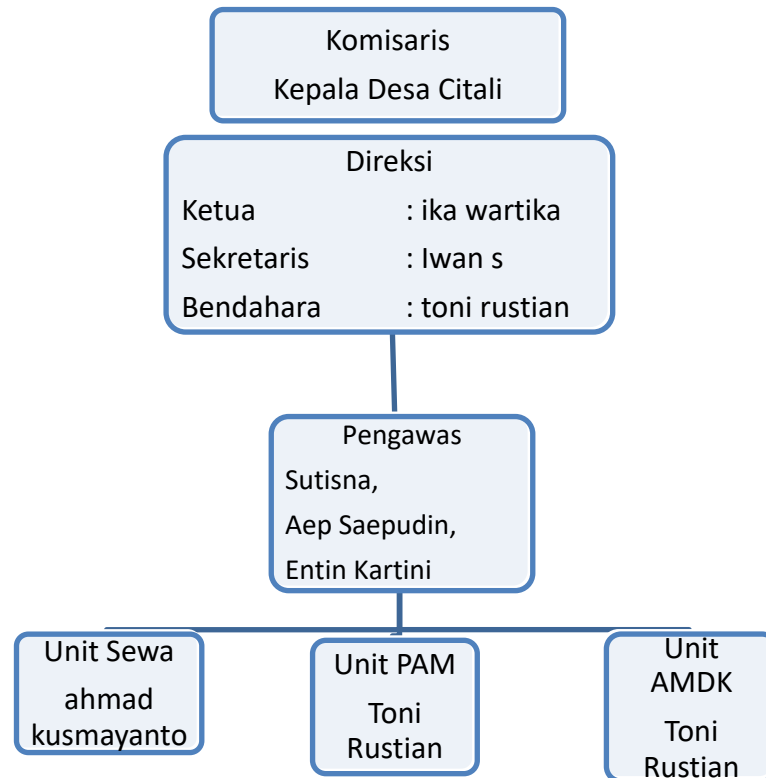 Komisaris
Kepala Desa Citali
Direksi
Ketua : ika wartika
Sekretaris : Iwan s
Bendahara : toni rustian
Pengawas
Sutisna,
Aep Saepudin,
Entin Kartini
Unit Sewa
ahmad
kusmayanto
Unit PAM
Toni
Rustian
Unit
AMDK
Toni
Rustian